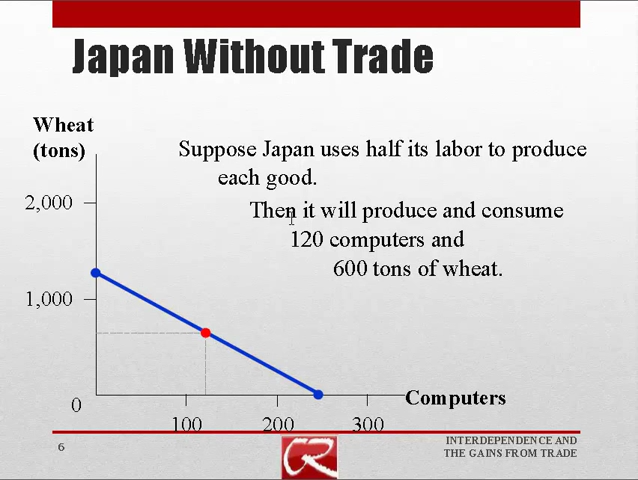 Japan Without Trade
Wheat
(tons)
Suppose Japan uses half its labor to produce
each good.
Then it will produce and consume
120 computers and
600 tons of wheat.
2,000
1,000
0
Computers
100 200 300
6
INTERDEPENDENCE AND
THE GAINS FROM TRADE